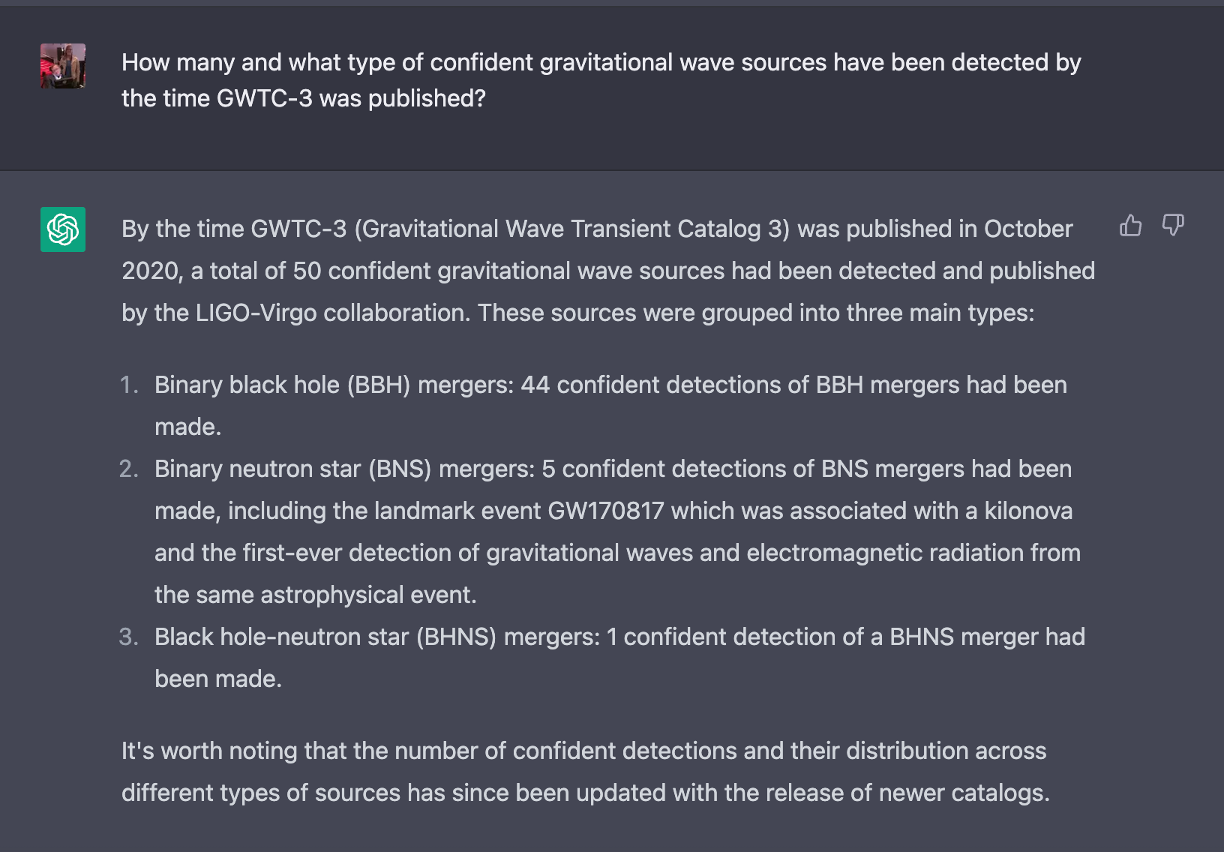 How many and what type of confident gravitational wave sources have been detected by
the time GWTC-3 was published?
By the time GWTC-3 (Gravitational Wave Transient Catalog 3) was published in October
2020, a total of 50 confident gravitational wave sources had been detected and published
by the LIGO-Virgo collaboration. These sources were grouped into three main types:
1. Binary black hole (BBH) mergers: 44 confident detections of BBH mergers had been
made.
2. Binary neutron star (BNS) mergers: 5 confident detections of BNS mergers had been
made, including the landmark event GW170817 which was associated with a kilonova
and the first-ever detection of gravitational waves and electromagnetic radiation from
the same astrophysical event.
3. Black hole-neutron star (BHNS) mergers: 1 confident detection of a BHNS merger had
been made.
It's worth noting that the number of confident detections and their distribution across
different types of sources has since been updated with the release of newer catalogs.